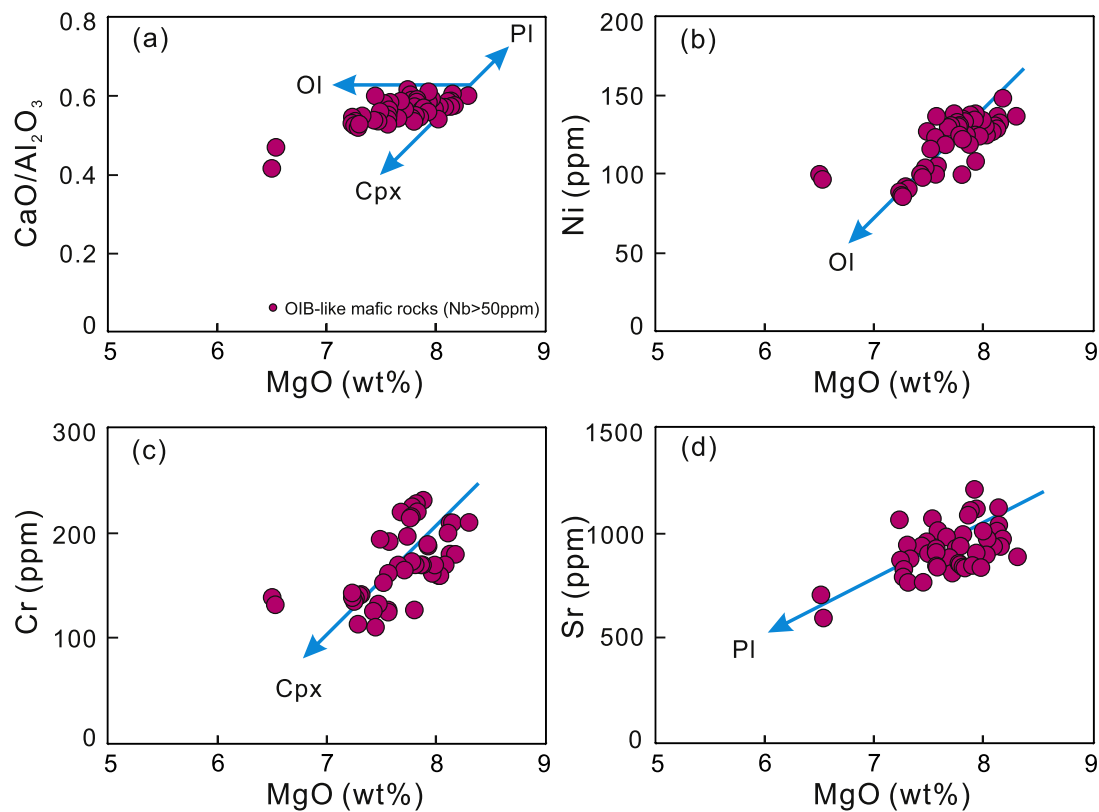 (a)
0.8
0.6
0.4
0.2
0
CaO/Al₂O₃
Pl
Ol
Cpx
OIB-like mafic rocks (Nb>50ppm)
5 6 7 8 9
MgO (wt%)
(b)
200
150
100
50
0
Ni (ppm)
Ol
5 6 7 8 9
MgO (wt%)
(c)
300
200
100
0
Cr (ppm)
Cpx
5 6 7 8 9
MgO (wt%)
(d)
1500
1000
500
0
Sr (ppm)
Pl
5 6 7 8 9
MgO (wt%)